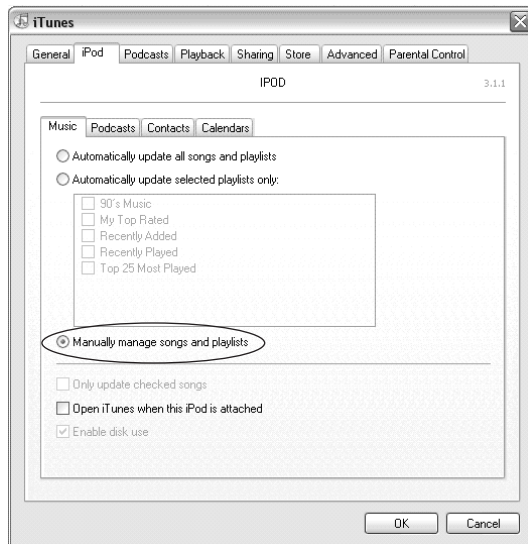 iTunes
General iPod Podcasts Playback Sharing Store Advanced Parental Control
IPOD 3.1.1
Music Podcasts Contacts Calendars
Automatically update all songs and playlists
Automatically update selected playlists only:
90's Music
My Top Rated
Recently Added
Recently Played
Top 25 Most Played
Manually manage songs and playlists
Only update checked songs
Open iTunes when this iPod is attached
Enable disk use
OK Cancel